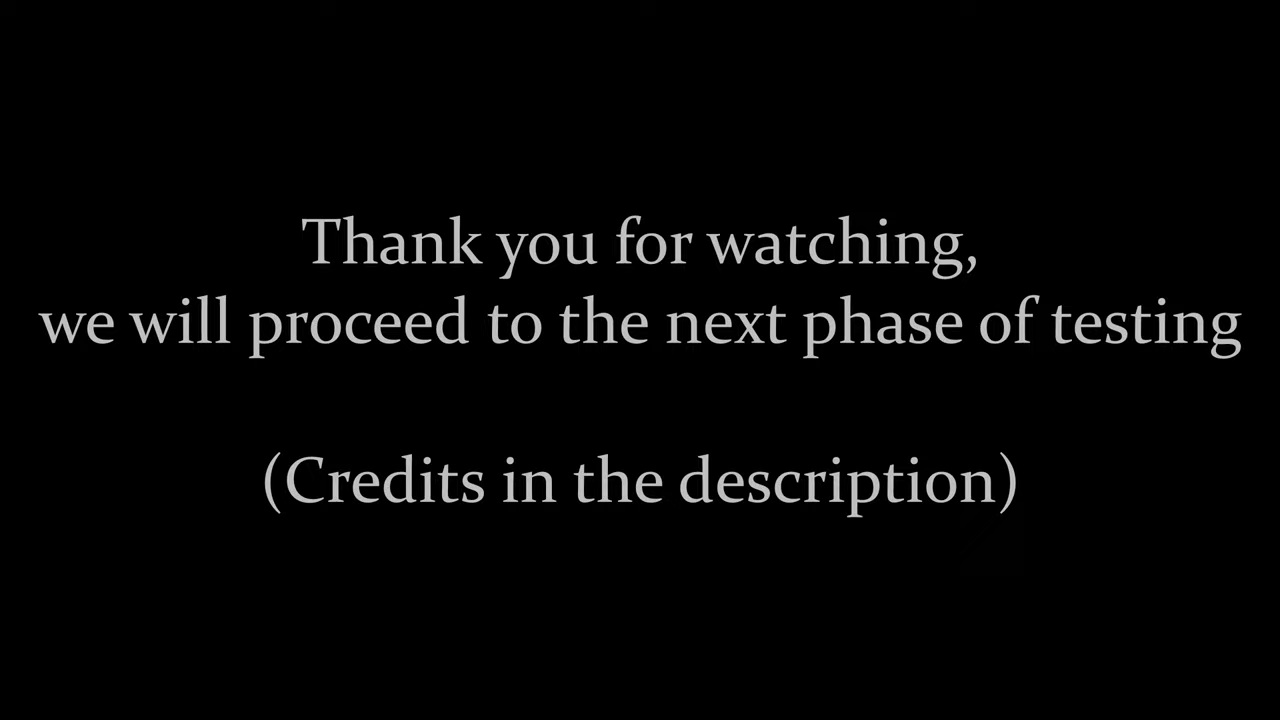 Thank you for watching,
we will proceed to the next phase of testing
(Credits in the description)